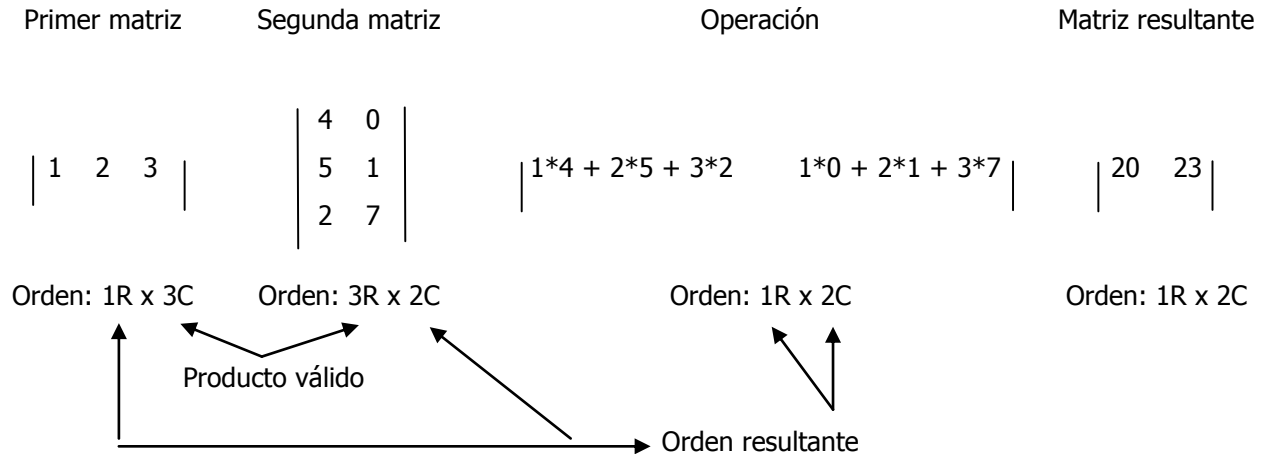 Primer matriz Segunda matriz Operación Matriz resultante
4 0
1 2 3 5 1 1*4 + 2*5 + 3*2 1*0 + 2*1 + 3*7 20 23
2 7
Orden: 1R x 3C Orden: 3R x 2C Orden: 1R x 2C Orden: 1R x 2C
Producto válido
Orden resultante